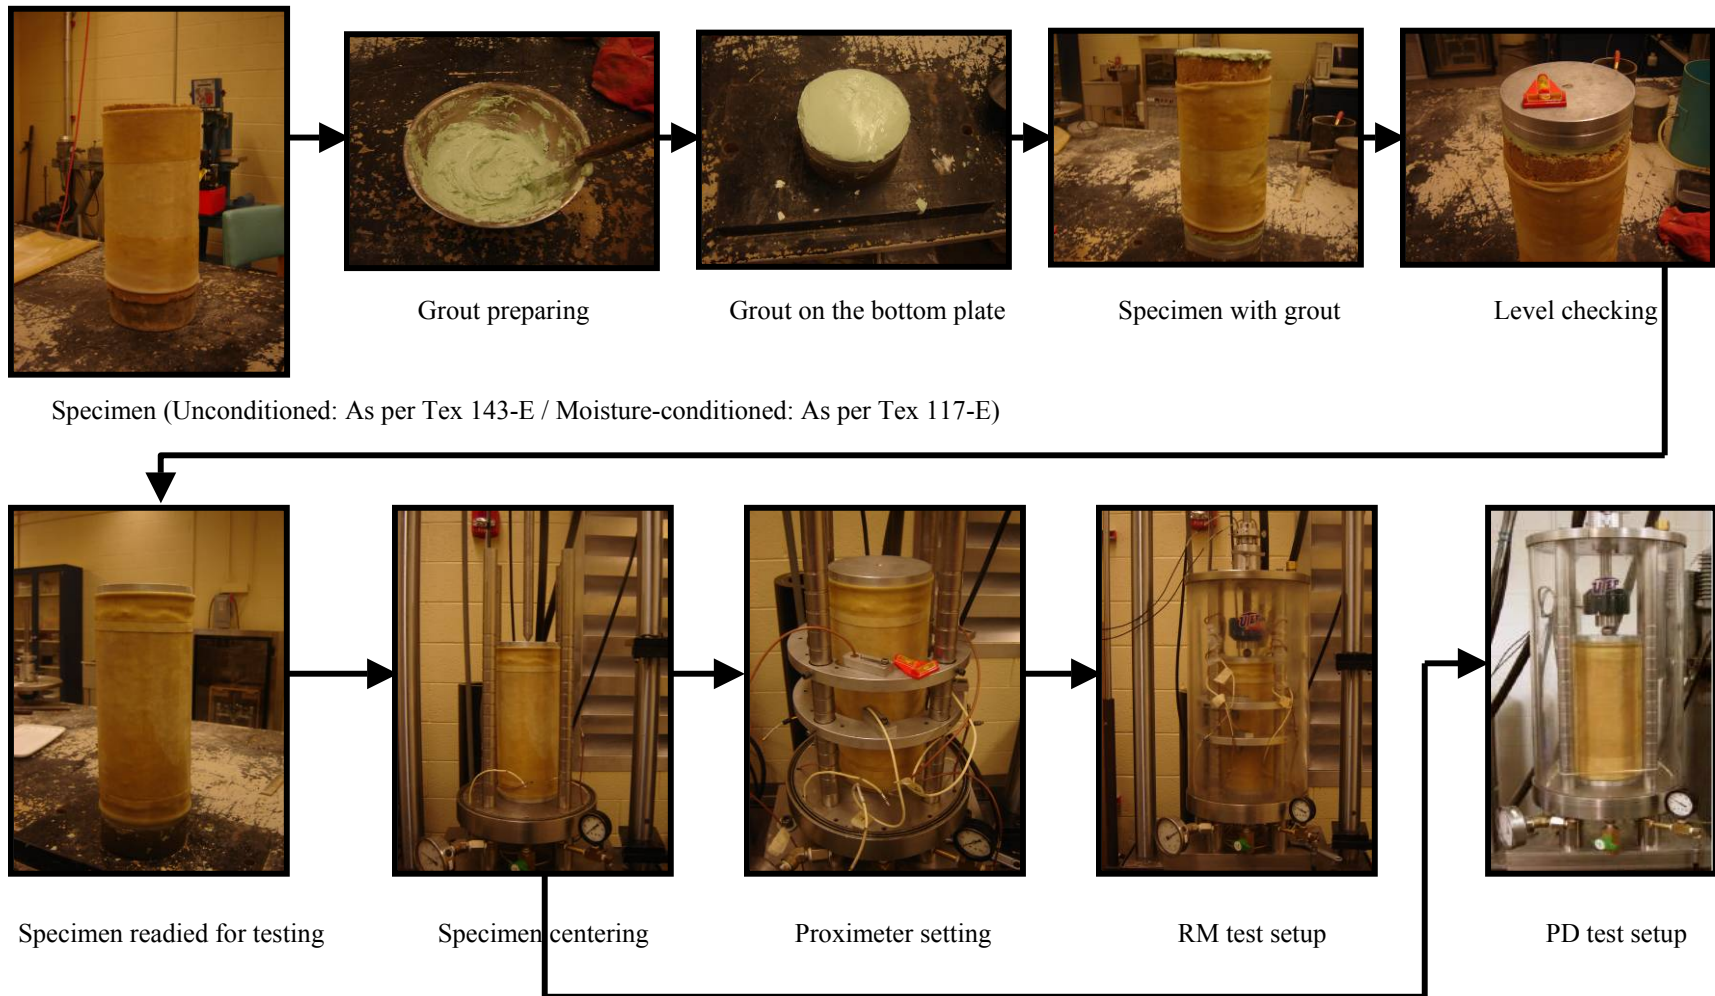 Grout preparing
Grout on the bottom plate
Specimen with grout
Level checking
Specimen (Unconditioned: As per Tex 143-E / Moisture-conditioned: As per Tex 117-E)
UTEP
UTEP
Specimen readied for testing
Specimen centering
Proximeter setting
RM test setup
PD test setup